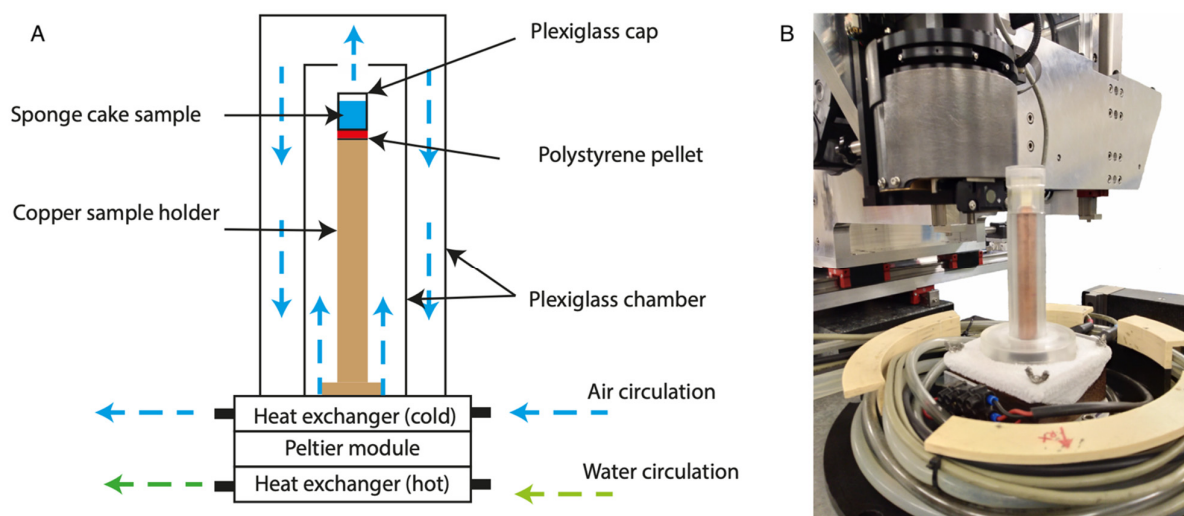 A
B
Plexiglass cap
Sponge cake sample
Polystyrene pellet
Copper sample holder
Plexiglass chamber
Air circulation
Heat exchanger (cold)
Peltier module
Water circulation
Heat exchanger (hot)